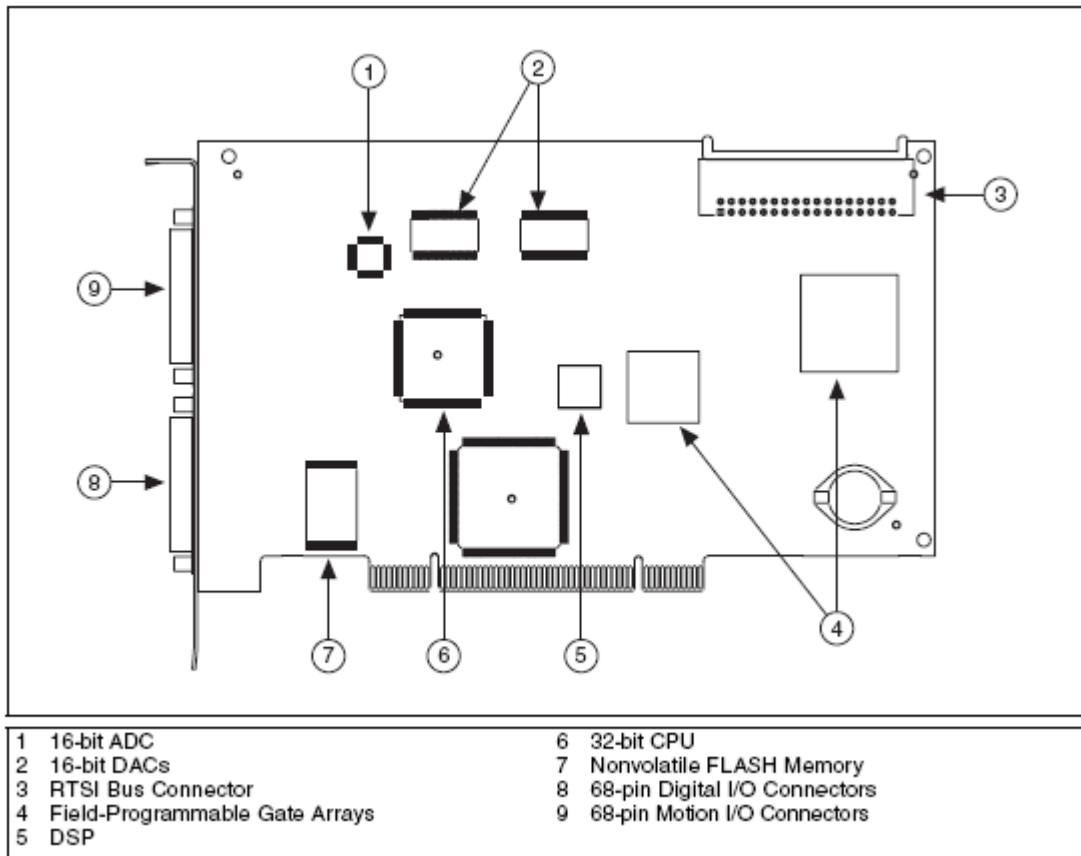 1
2
3
9
8
7
6
5
4
1 16-bit ADC
2 16-bit DACs
3 RTSI Bus Connector
4 Field-Programmable Gate Arrays
5 DSP
6 32-bit CPU
7 Nonvolatile FLASH Memory
8 68-pin Digital I/O Connectors
9 68-pin Motion I/O Connectors